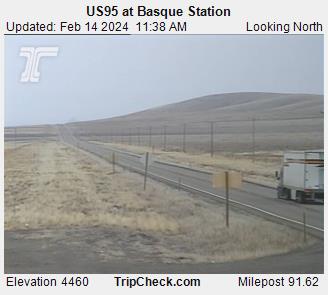 US95 at Basque Station
Updated: Feb 14 2024 11:38 AM Looking North
Elevation 4460 TripCheck.com Milepost 91.62